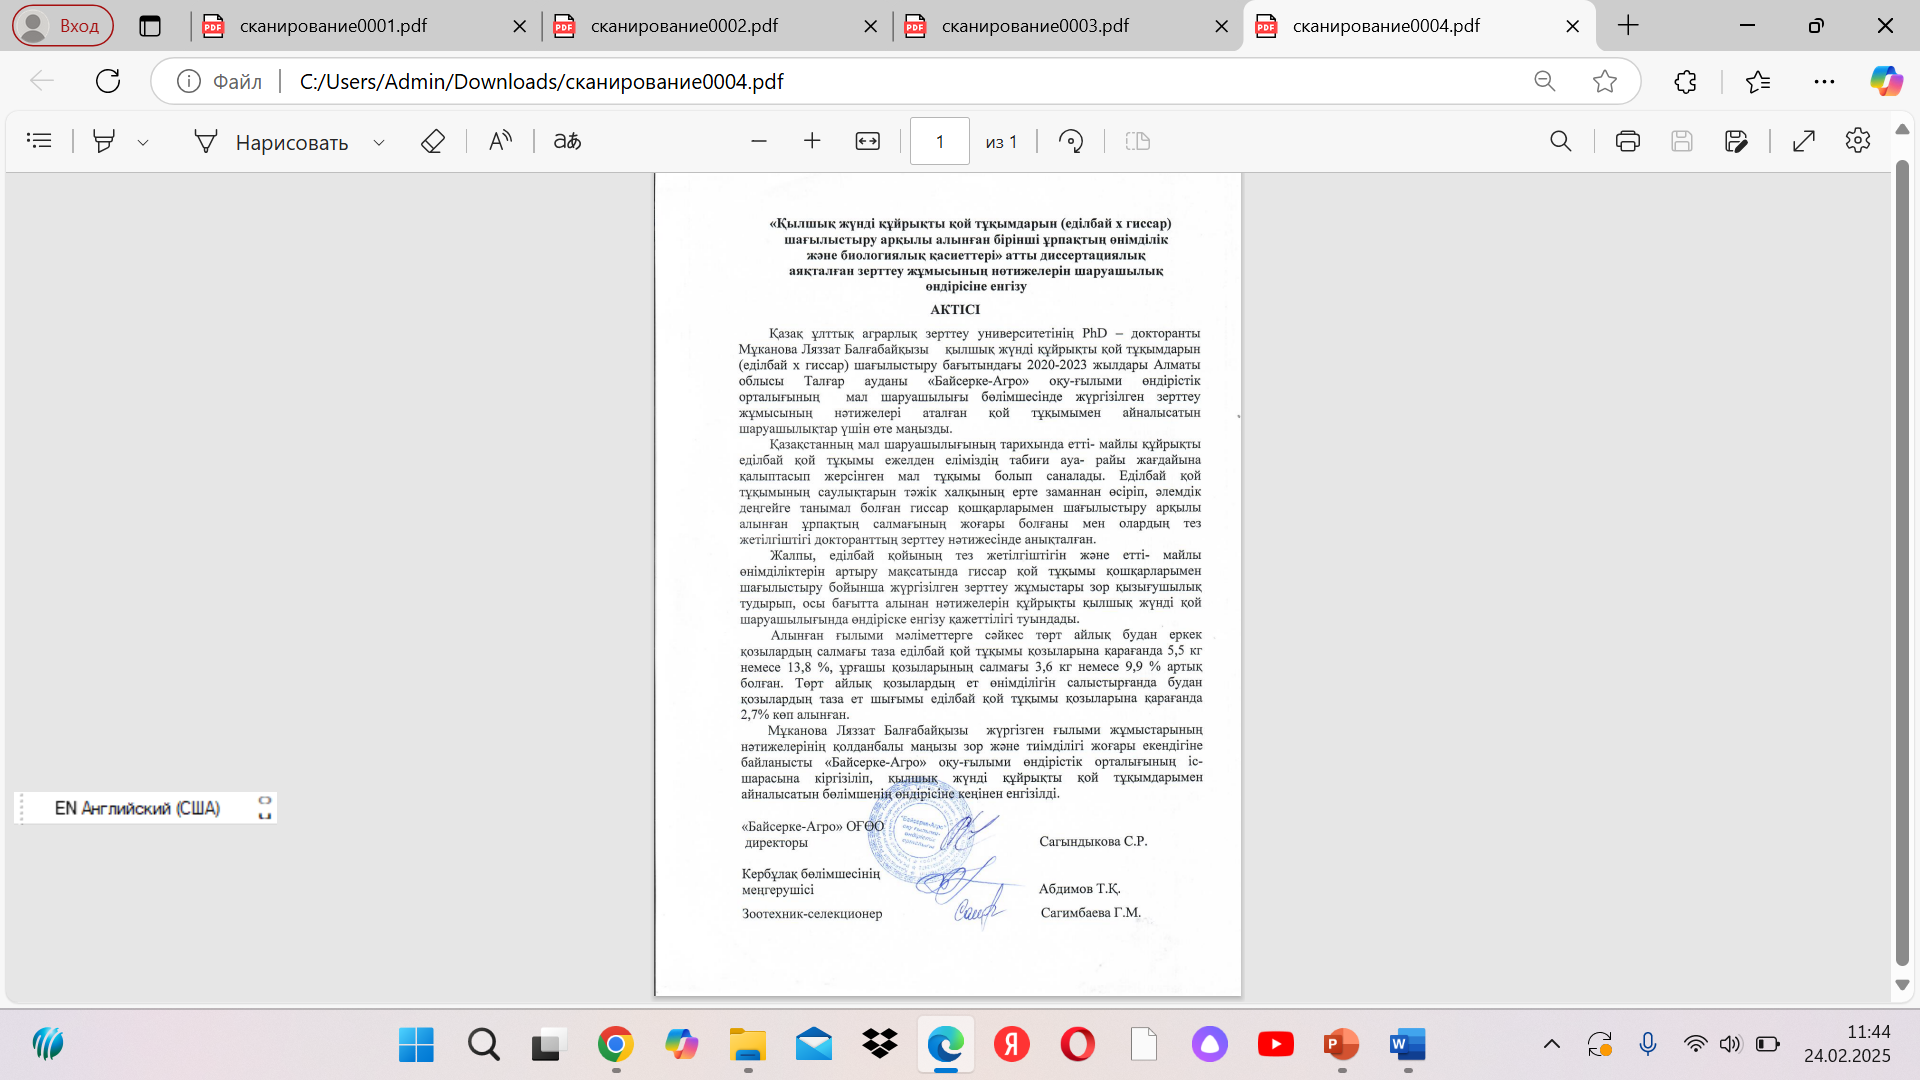 Вход
сканирование0001.pdf
сканирование0002.pdf
сканирование0003.pdf
сканирование0004.pdf
Файл
C:/Users/Admin/Downloads/сканирование0004.pdf
Нарисовать
1
из 1
«Қылшық жүнді құйрықты қой тұқымдарын (еділбай х гиссар)
шағылыстыру арқылы алынған бірінші ұрпақтың өнімділік
және биологиялық қасиеттері» атты диссертациялық
аяқталған зерттеу жұмысының нәтижелерін шаруашылық
өндірісіне енгізу
АКТІСІ
Қазақ ұлттық аграрлық зерттеу университетінің PhD – докторанты
Мұканова Ляззат Балғабайқызы қылшық жүнді құйрықты қой тұқымдарын
(еділбай х гиссар) шағылыстыру бағытындағы 2020-2023 жылдары Алматы
облысы Талғар ауданы «Байсерке-Агро» оқу-ғылыми өндірістік
орталығының мал шаруашылығы бөлімшесінде жүргізілген зерттеу
жұмысының нәтижелері аталған қой тұқымымен айналысатын
шаруашылықтар үшін өте маңызды.
Қазақстанның мал шаруашылығының тарихында етті- майлы құйрықты
еділбай қой тұқымы ежелден еліміздің табиғи ауа- райы жағдайына
қалыптасып жерсінген мал тұқымы болып саналады. Еділбай қой
тұқымының саулықтарын тәжік халқының ерте заманнан өсіріп, әлемдік
деңгейге танымал болған гиссар қошқарларымен шағылыстыру арқылы
алынған ұрпақтың салмағының жоғары болғаны мен олардың тез
жетілгіштігі докторанттың зерттеу нәтижесінде анықталған.
Жалпы, еділбай қойының тез жетілгіштігін және етті- майлы
өнімділіктерін артыру мақсатында гиссар қой тұқымы қошқарларымен
шағылыстыру бойынша жүргізілген зерттеу жұмыстары зор қызығушылық
тудырып, осы бағытта алынан нәтижелерін құйрықты қылшық жүнді қой
шаруашылығында өндіріске енгізу қажеттілігі туындады.
Алынған ғылыми мәліметтерге сәйкес төрт айлық будан еркек
қозылардың салмағы таза еділбай қой тұқымы қозыларына қарағанда 5,5 кг
немесе 13,8 %, ұрғашы қозыларының салмағы 3,6 кг немесе 9,9 % артық
болған. Төрт айлық қозылардың ет өнімділігін салыстырғанда будан
қозылардың таза ет шығымы еділбай қой тұқымы қозыларына қарағанда
2,7% көп алынған.
Мұканова Ляззат Балғабайқызы жүргізген ғылыми жұмыстарының
нәтижелерінің қолданбалы маңызы зор және тиімділігі жоғары екендігіне
байланысты «Байсерке-Агро» оқу-ғылыми өндірістік орталығының іс-
шарасына кіргізіліп, қылшық жүнді құйрықты қой тұқымдарымен
айналысатын бөлімшенің өндірісіне кеңінен енгізілді.
«Байсерке-Агро» ОҒӨО
директоры
Сагындыкова С.Р.
Кербұлақ бөлімшесінің
меңгерушісі
Абдимов Т.Қ.
Зоотехник-селекционер
Сагимбаева Г.М.
EN Английский (США)
11:44
24.02.2025